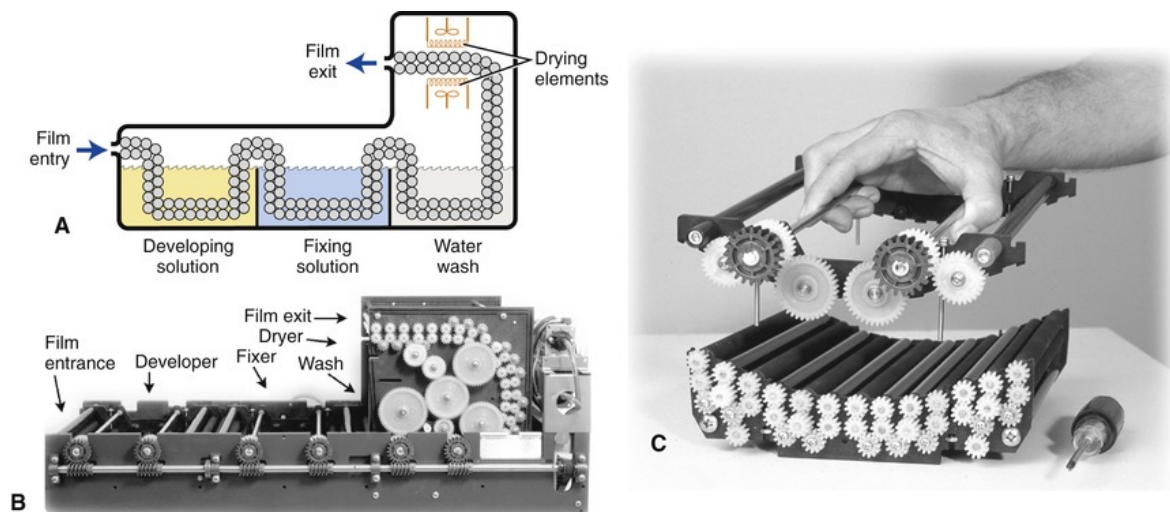 Film
exit
Drying
elements
Film
entry
A
Developing
solution
Fixing
solution
Water
wash
Film exit
Dryer
Film
entrance
Developer
Fixer
Wash
B
C